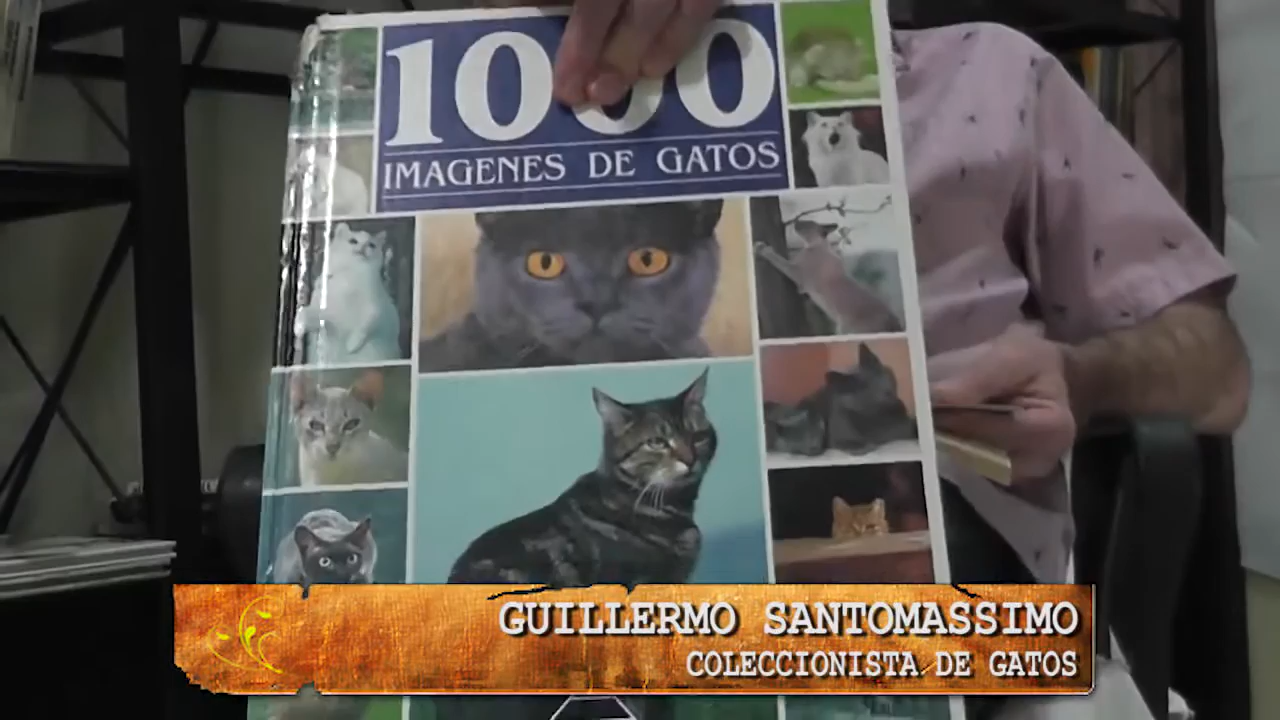 1000
IMAGENES DE GATOS
GUILLERMO SANTOMASSIMO
COLECCIONISTA DE GATOS